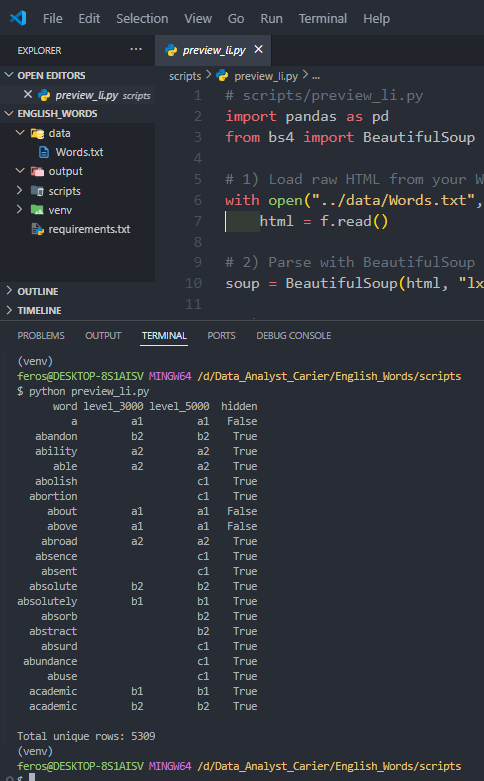 File Edit Selection View Go Run Terminal Help
EXPLORER ··· preview_li.py ×
OPEN EDITORS
scripts > preview_li.py > ...
× preview_li.py scripts
ENGLISH_WORDS
data
Words.txt
output
scripts
venv
requirements.txt
OUTLINE
TIMELINE
1 # scripts/preview_li.py
2 import pandas as pd
3 from bs4 import BeautifulSoup
4
5 # 1) Load raw HTML from your W
6 with open("../data/Words.txt",
7 html = f.read()
8
9 # 2) Parse with BeautifulSoup
10 soup = BeautifulSoup(html, "lx
11
PROBLEMS OUTPUT TERMINAL PORTS DEBUG CONSOLE
(venv)
feros@DESKTOP-8S1AISV MINGW64 /d/Data_Analyst_Carier/English_Words/scripts
$ python preview_li.py
word level_3000 level_5000 hidden
a a1 a1 False
abandon b2 b2 True
ability a2 a2 True
able a2 a2 True
abolish c1 True
abortion c1 True
about a1 a1 False
above a1 a1 False
abroad a2 a2 True
absence c1 True
absent c1 True
absolute b2 b2 True
absolutely b1 b1 True
absorb b2 True
abstract b2 True
absurd c1 True
abundance c1 True
abuse c1 True
academic b1 b1 True
academic b2 b2 True
Total unique rows: 5309
(venv)
feros@DESKTOP-8S1AISV MINGW64 /d/Data_Analyst_Carier/English_Words/scripts
$